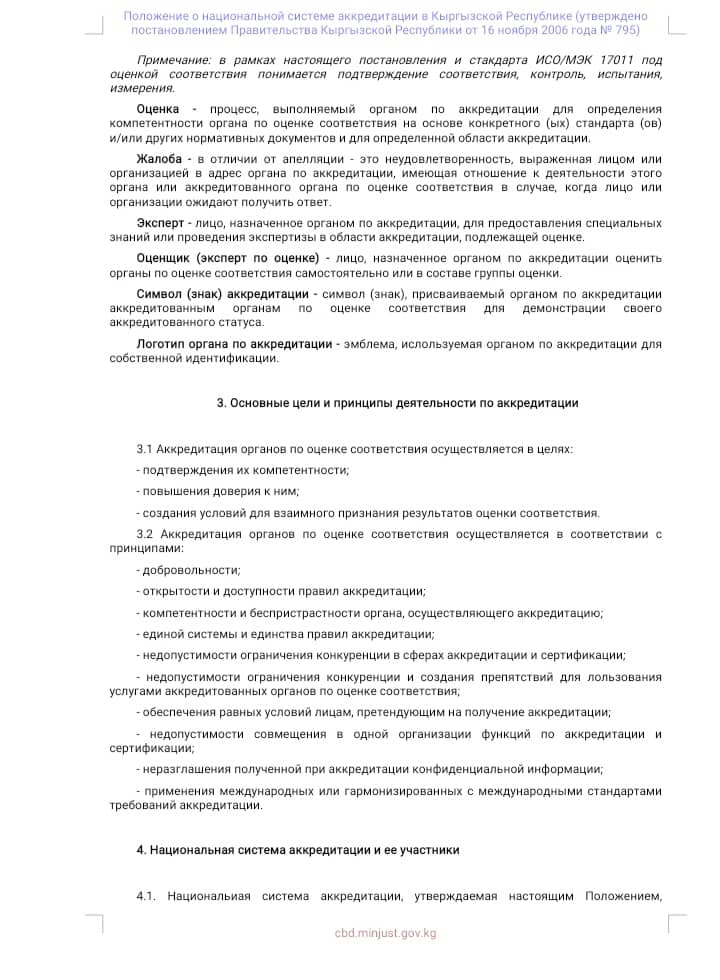 Положение о национальной системе аккредитации в Кыргызской Республике (утверждено
постановлением Правительства Кыргызской Республики от 16 ноября 2006 года № 795)
Примечание: в рамках настоящего постановления и стакдарта ИСО/МЭК 17011 под
оценкой соответствия понимается подтверждение соответствия, контроль, испытания,
измерения.
Оценка - процесс, выполняемый органом по аккредитации для определения
компетентности органа по оценке соответствия на основе конкретного (ых) стандарта (ов)
и/или других нормативных документов и для определенной области аккредитации.
Жалоба - в отличии от апелляции - это неудовлетворенность, выраженная лицом или
организацией в адрес органа по аккредитации, имеющая отношение к деятельности этого
органа или аккредитованного органа по оценке соответствия в случае, когда лицо или
организации ожидают получить ответ.
Эксперт - лицо, назначенное органом по аккредитации, для предоставления специальных
знаний или проведения экспертизы в области аккредитации, подлежащей оценке.
Оценщик (эксперт по оценке) - лицо, назначенное органом по аккредитации оценить
органы по оценке соответствия самостоятельно или в составе группы оценки.
Символ (знак) аккредитации - символ (знак), присваиваемый органом по аккредитации
аккредитованным органам по оценке соответствия для демонстрации своего
аккредитованного статуса.
Логотип органа по аккредитации - эмблема,ислользуемая органом по аккредитации для
собственной идентификации.
3. Основные цели и принципы деятельности по аккредитации
3.1 Аккредитация органов по оценке соответствия осуществляется в целях:
- подтверждения их компетентности;
- повышения доверия к ним;
- создания условий для взаимного признания результатов оценки соответствия.
3.2 Аккредитация органов по оценке соответствия осуществляется в соответствии с
принципами:
- добровольности;
- открытости и доступности правил аккредитации;
- компетентности и беспристрастности органа, осуществляющего аккредитацию;
- единой системы и единства правил аккредитации;
- недопустимости ограничения конкуренции в сферах аккредитации и сертификации;
- недопустимости ограничения конкуренции и создания препятствий для лользования
услугами аккредитованных органов по оценке соответствия;
- обеспечения равных условий лицам, претендующим на получение аккредитации;
- недопустимости совмещения в одной организации функций по аккредитации и
сертификации;
- неразглашения полученной при аккредитации конфиденциальной информации;
- применения международных или гармонизированных с международными стандартами
требований аккредитации.
4. Национальная система аккредитации и ее участники
4.1. Национальиая система аккредитации, утверждаемая настоящим Положением,
cbd.minjust.gov.kg